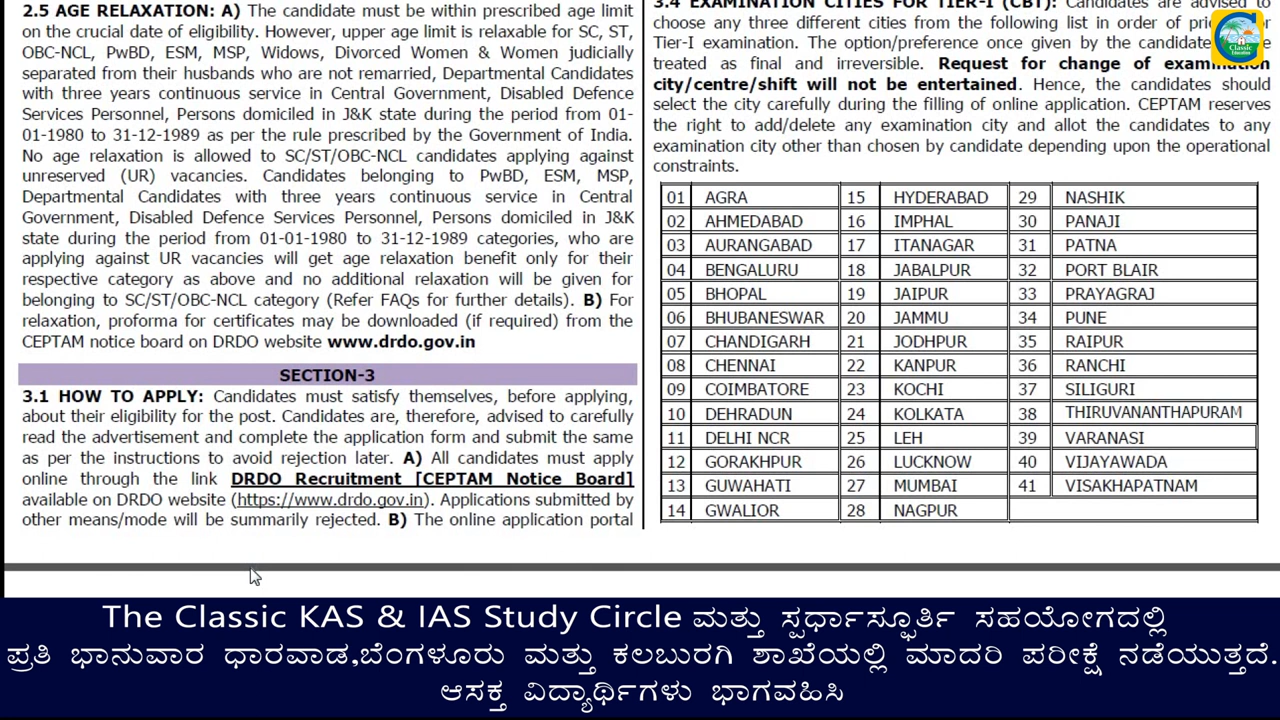 2.5 AGE RELAXATION: A) The candidate must be within prescribed age limit
on the crucial date of eligibility. However, upper age limit is relaxable for SC, ST,
OBC-NCL, PwBD, ESM, MSP, Widows, Divorced Women & Women judicially
separated from their husbands who are not remarried, Departmental Candidates
with three years continuous service in Central Government, Disabled Defence
Services Personnel, Persons domiciled in J&K state during the period from 01-
01-1980 to 31-12-1989 as per the rule prescribed by the Government of India.
No age relaxation is allowed to SC/ST/OBC-NCL candidates applying against
unreserved (UR) vacancies. Candidates belonging to PwBD, ESM, MSP,
Departmental Candidates with three years continuous service in Central
Government, Disabled Defence Services Personnel, Persons domiciled in J&K
state during the period from 01-01-1980 to 31-12-1989 categories, who are
applying against UR vacancies will get age relaxation benefit only for their
respective category as above and no additional relaxation will be given for
belonging to SC/ST/OBC-NCL category (Refer FAQs for further details). B) For
relaxation, proforma for certificates may be downloaded (if required) from the
CEPTAM notice board on DRDO website www.drdo.gov.in
SECTION-3
3.1 HOW TO APPLY: Candidates must satisfy themselves, before applying,
about their eligibility for the post. Candidates are, therefore, advised to carefully
read the advertisement and complete the application form and submit the same
as per the instructions to avoid rejection later. A) All candidates must apply
online through the link DRDO Recruitment [CEPTAM Notice Board]
available on DRDO website (https://www.drdo.gov.in). Applications submitted by
other means/mode will be summarily rejected. B) The online application portal
3.4 EXAMINATION CITIES FOR TIER-I (CBT): Candidates are advised to
choose any three different cities from the following list in order of
Tier-I examination. The option/preference once given by the candidate
treated as final and irreversible. Request for change of examination
city/centre/shift will not be entertained. Hence, the candidates should
select the city carefully during the filling of online application. CEPTAM reserves
the right to add/delete any examination city and allot the candidates to any
examination city other than chosen by candidate depending upon the operational
constraints.
01 AGRA 15 HYDERABAD 29 NASHIK
02 AHMEDABAD 16 IMPHAL 30 PANAJI
03 AURANGABAD 17 ITANAGAR 31 PATNA
04 BENGALURU 18 JABALPUR 32 PORT BLAIR
05 BHOPAL 19 JAIPUR 33 PRAYAGRAJ
06 BHUBANESWAR 20 JAMMU 34 PUNE
07 CHANDIGARH 21 JODHPUR 35 RAIPUR
08 CHENNAI 22 KANPUR 36 RANCHI
09 COIMBATORE 23 KOCHI 37 SILIGURI
10 DEHRADUN 24 KOLKATA 38 THIRUVANANTHAPURAM
11 DELHI NCR 25 LEH 39 VARANASI
12 GORAKHPUR 26 LUCKNOW 40 VIJAYAWADA
13 GUWAHATI 27 MUMBAI 41 VISAKHAPATNAM
14 GWALIOR 28 NAGPUR
Classic
The Classic KAS & IAS Study Circle ಮತ್ತು ಸ್ಪರ್ಧಾಸ್ಫೂರ್ತಿ ಸಹಯೋಗದಲ್ಲಿ
ಪ್ರತಿ ಭಾನುವಾರ ಧಾರವಾಡ,ಬೆಂಗಳೂರು ಮತ್ತು ಕಲಬುರಗಿ ಶಾಖೆಯಲ್ಲಿ ಮಾದರಿ ಪರೀಕ್ಷೆ ನಡೆಯುತ್ತದೆ.
ಆಸಕ್ತ ವಿದ್ಯಾರ್ಥಿಗಳು ಭಾಗವಹಿಸಿ